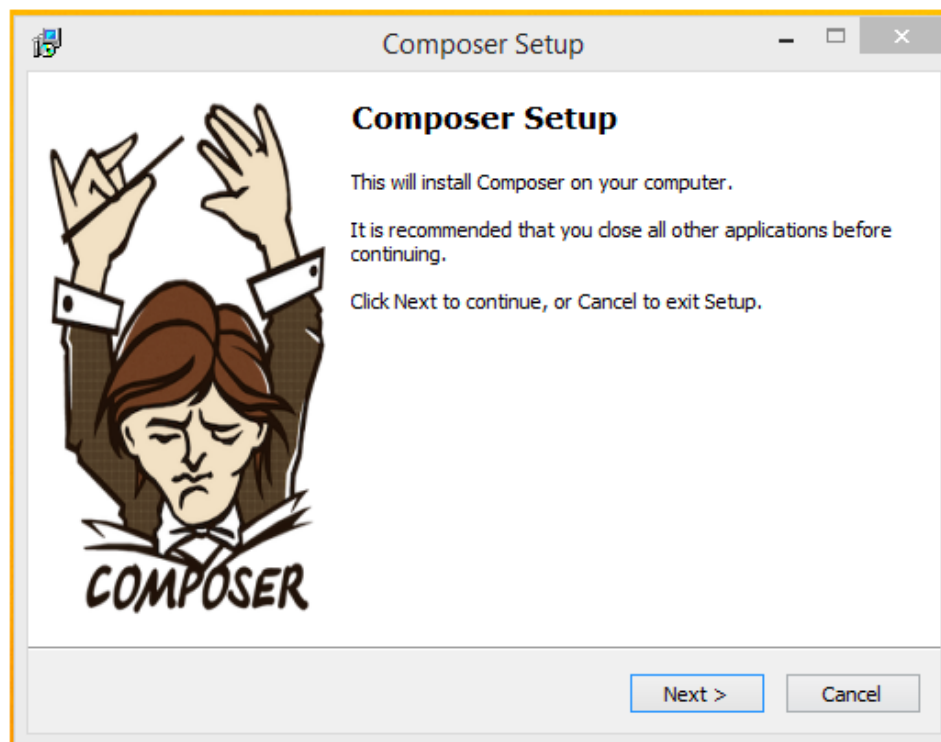 Composer Setup
Composer Setup
This will install Composer on your computer.
It is recommended that you close all other applications before
continuing.
Click Next to continue, or Cancel to exit Setup.
COMPOSER
Next >
Cancel